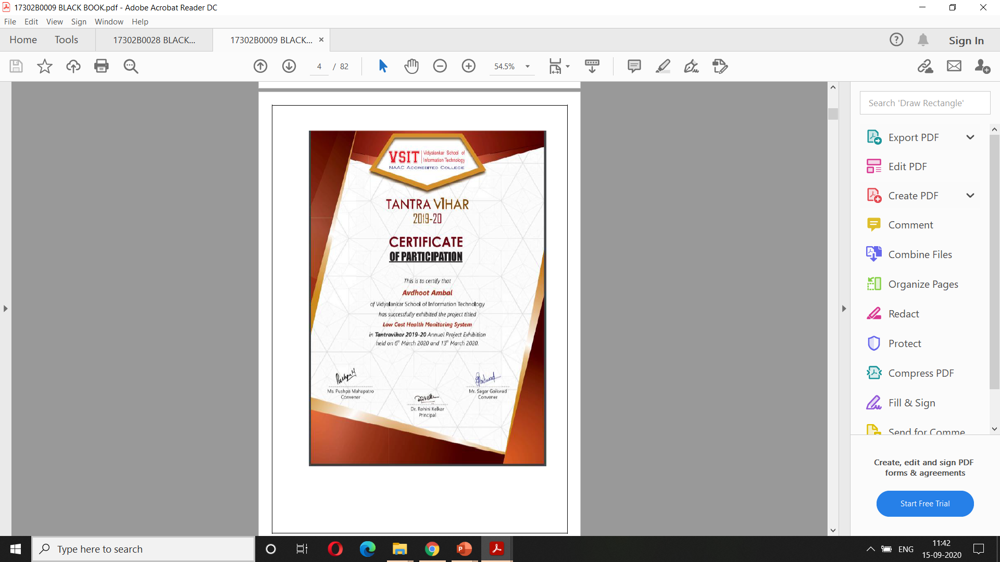 17302B0009 BLACK BOOK.pdf - Adobe Acrobat Reader DC
File Edit View Sign Window Help
Home Tools 17302B0028 BLACK... 17302B0009 BLACK... × Sign In
4 / 82 54.5%
Search 'Draw Rectangle'
Export PDF
Edit PDF
Create PDF
Comment
Combine Files
Organize Pages
Redact
Protect
Compress PDF
Fill & Sign
Send for Comme
Create, edit and sign PDF
forms & agreements
Start Free Trial
VSIT Vidyalankar School of
Information Technology
NAAC ACCREDITED COLLEGE
TANTRA V1HAR
2019-20
CERTIFICATE
OF PARTICIPATION
This is to certify that
Avdhoot Ambal
of Vidyalankar School of Information Technology
has successfully exhibited the project titled
Low Cost Health Monitoring System
in Tantravihar 2019-20 Annual Project Exhibition
held on 6th March 2020 and 13th March 2020.
PushpaM
Ms. Pushpa Mahapatro
Convener
Gaikwad
Mr. Sagar Gaikwad
Convener
RKelkar
Dr. Rohini Kelkar
Principal
Type here to search
ENG
11:42
15-09-2020